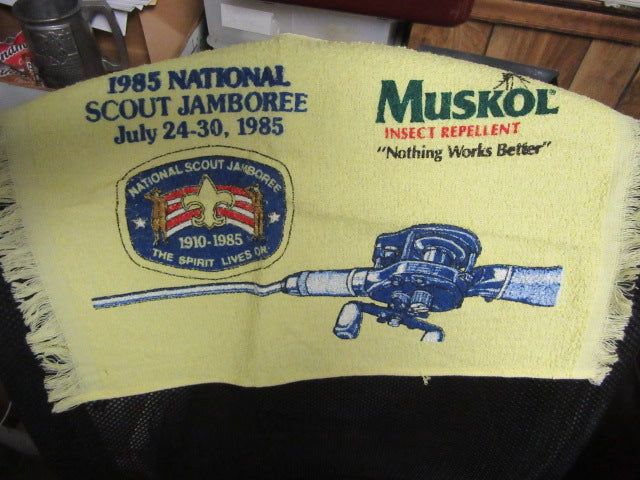 1985 NATIONAL
SCOUT JAMBOREE
July 24-30, 1985
MUSKOL
INSECT REPELLENT
"Nothing Works Better"
NATIONAL SCOUT JAMBOREE
1910-1985
THE SPIRIT LIVES ON